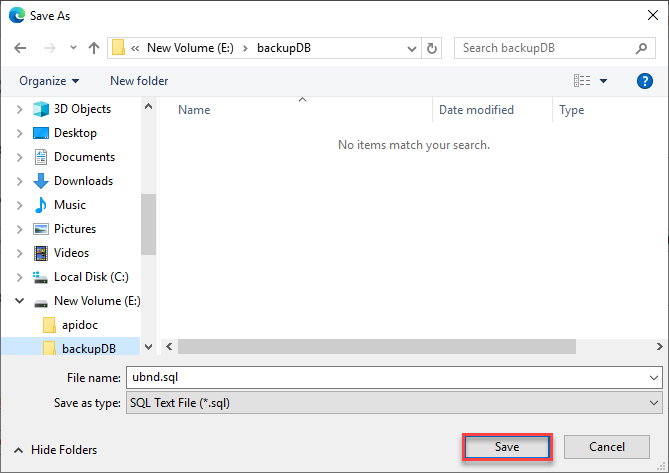 Save As
« New Volume (E:) › backupDB
Search backupDB
Organize
New folder
?
Name
Date modified
Type
No items match your search.
3D Objects
Desktop
Documents
Downloads
Music
Pictures
Videos
Local Disk (C:)
New Volume (E:)
apidoc
backupDB
File name: ubnd.sql
Save as type: SQL Text File (*.sql)
Hide Folders
Save
Cancel